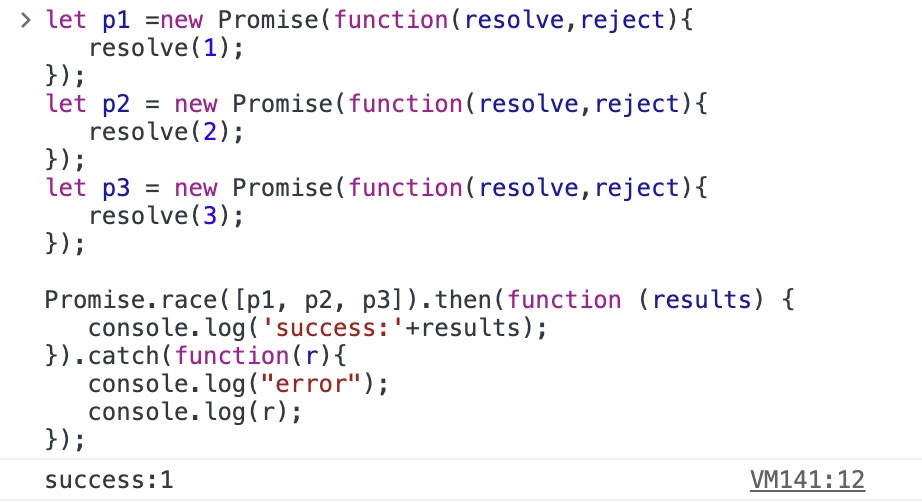 > let p1 =new Promise(function(resolve,reject){
   resolve(1);
});
let p2 = new Promise(function(resolve,reject){
   resolve(2);
});
let p3 = new Promise(function(resolve,reject){
   resolve(3);
});

Promise.race([p1, p2, p3]).then(function (results) {
   console.log('success:'+results);
}).catch(function(r){
   console.log("error");
   console.log(r);
});
success:1 VM141:12